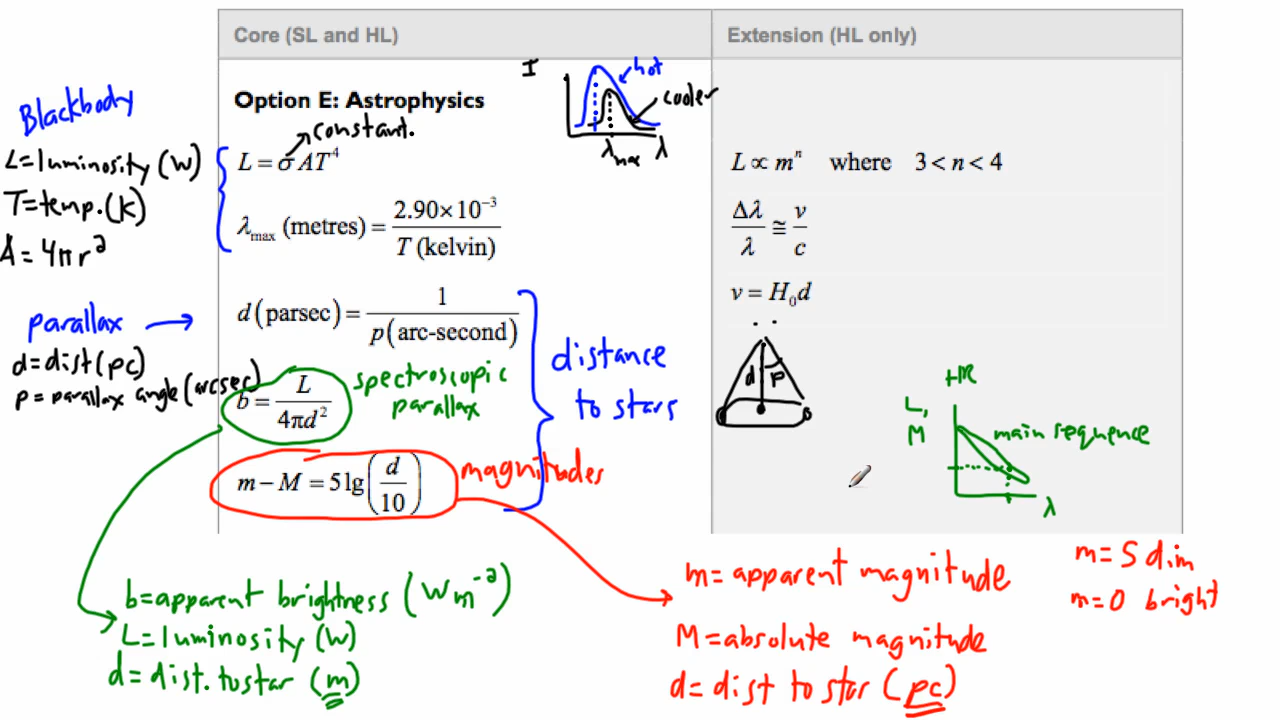 Core (SL and HL)
Extension (HL only)
Option E: Astrophysics
constant.
I
hot
cooler
λmax λ
Blackbody
L=luminosity (W)
T=temp. (K)
A = 4πr²
L = σAT⁴
λmax (metres) = 2.90×10⁻³ / T (kelvin)
L ∝ mⁿ where 3 < n < 4
Δλ/λ ≅ v/c
v = H₀d
parallax
d=dist (pc)
p = parallax angle (arcsec)
d (parsec) = 1 / p(arc-second)
b = L / 4πd²
spectroscopic
parallax
distance
to stars
m − M = 5 lg(d/10)
magnitudes
d p
L,
M
main sequence
λ
b=apparent brightness (Wm⁻²)
L=luminosity (W)
d=dist. to star (m)
m=apparent magnitude
M=absolute magnitude
d=dist to star (pc)
m=5 dim
m=0 bright